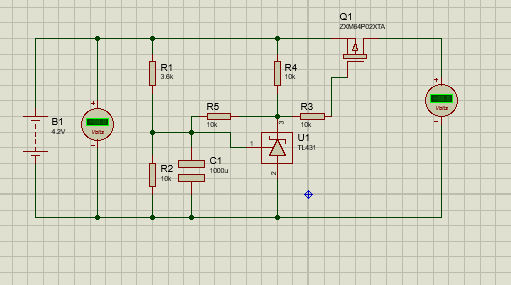 Q1
ZXM64P02XTA
R1
3.6k
R4
10k
+
B1
4.2V
+
Volts
R5
10k
R3
10k
3
U1
TL431
1
2
R2
10k
C1
1000u
+
Volts